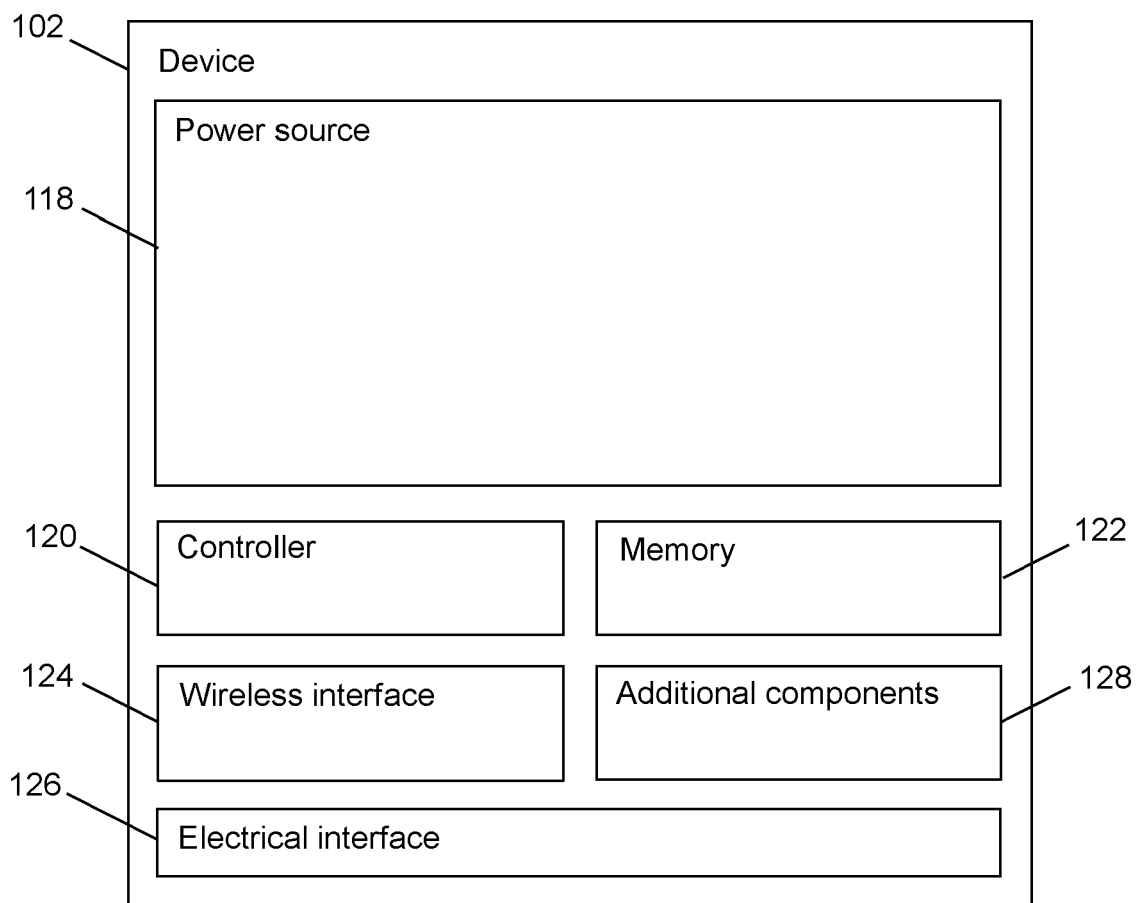 102
Device
Power source
118
120
Controller
Memory
122
124
Wireless interface
Additional components
128
126
Electrical interface